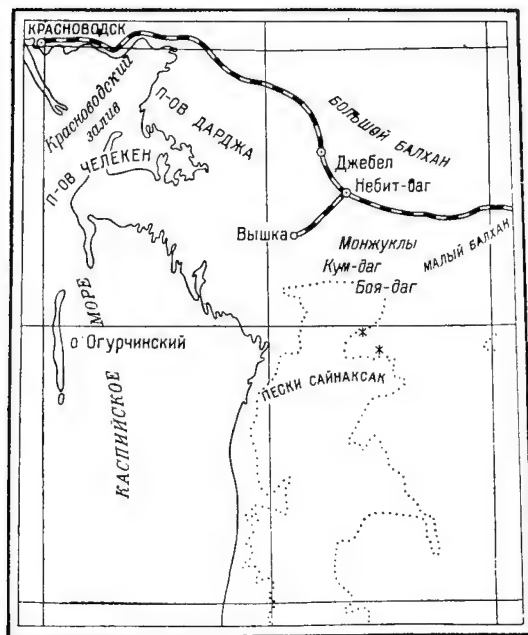 КРАСНОВОДСК
Красноводский
залив
П-ОВ ДАРДЖА
БОЛЬШОЙ БАЛХАН
П-ОВ ЧЕЛЕКЕН
Джебел
Небит-даг
Вышка
Монжуклы
МАЛЫЙ БАЛХАН
Кум-даг
Боя-даг
КАСПИЙСКОЕ МОРЕ
о Огурчинский
ПЕСКИ САЙНАКСАК